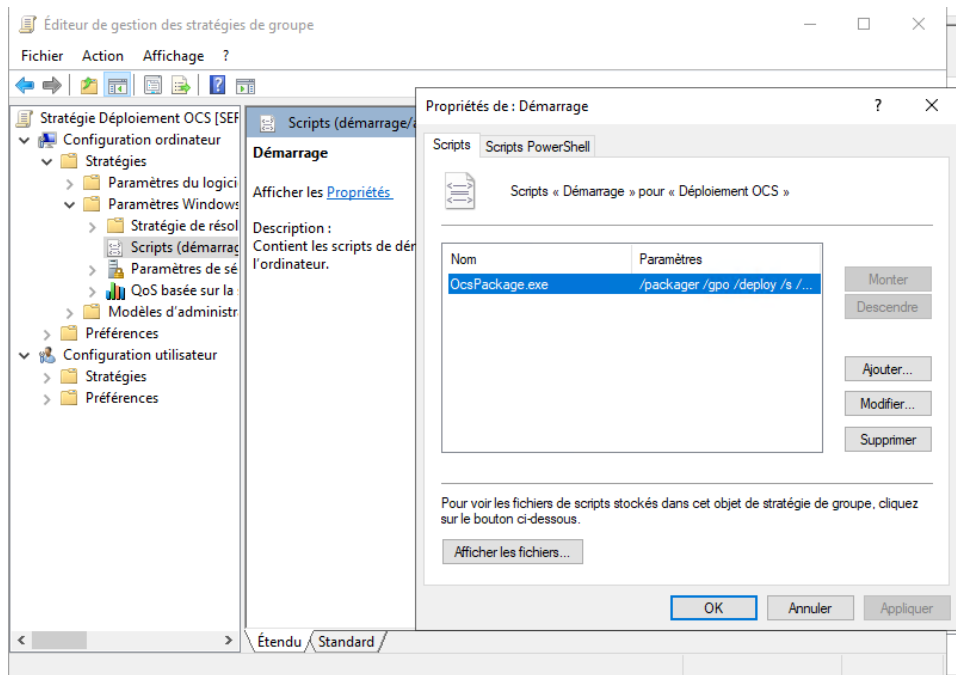 Éditeur de gestion des stratégies de groupe
Fichier Action Affichage ?
Stratégie Déploiement OCS [SEF
Configuration ordinateur
Stratégies
Paramètres du logici
Paramètres Windows
Stratégie de résol
Scripts (démarrag
Paramètres de sé
QoS basée sur la
Modèles d'administr
Préférences
Configuration utilisateur
Stratégies
Préférences
Scripts (démarrage/a
Démarrage
Afficher les Propriétés
Description :
Contient les scripts de dér
l'ordinateur.
Étendu Standard
Propriétés de : Démarrage ?
Scripts Scripts PowerShell
Scripts « Démarrage » pour « Déploiement OCS »
Nom Paramètres
OcsPackage.exe /packager /gpo /deploy /s /...
Monter
Descendre
Ajouter...
Modifier...
Supprimer
Pour voir les fichiers de scripts stockés dans cet objet de stratégie de groupe, cliquez
sur le bouton ci-dessous.
Afficher les fichiers...
OK Annuler Appliquer